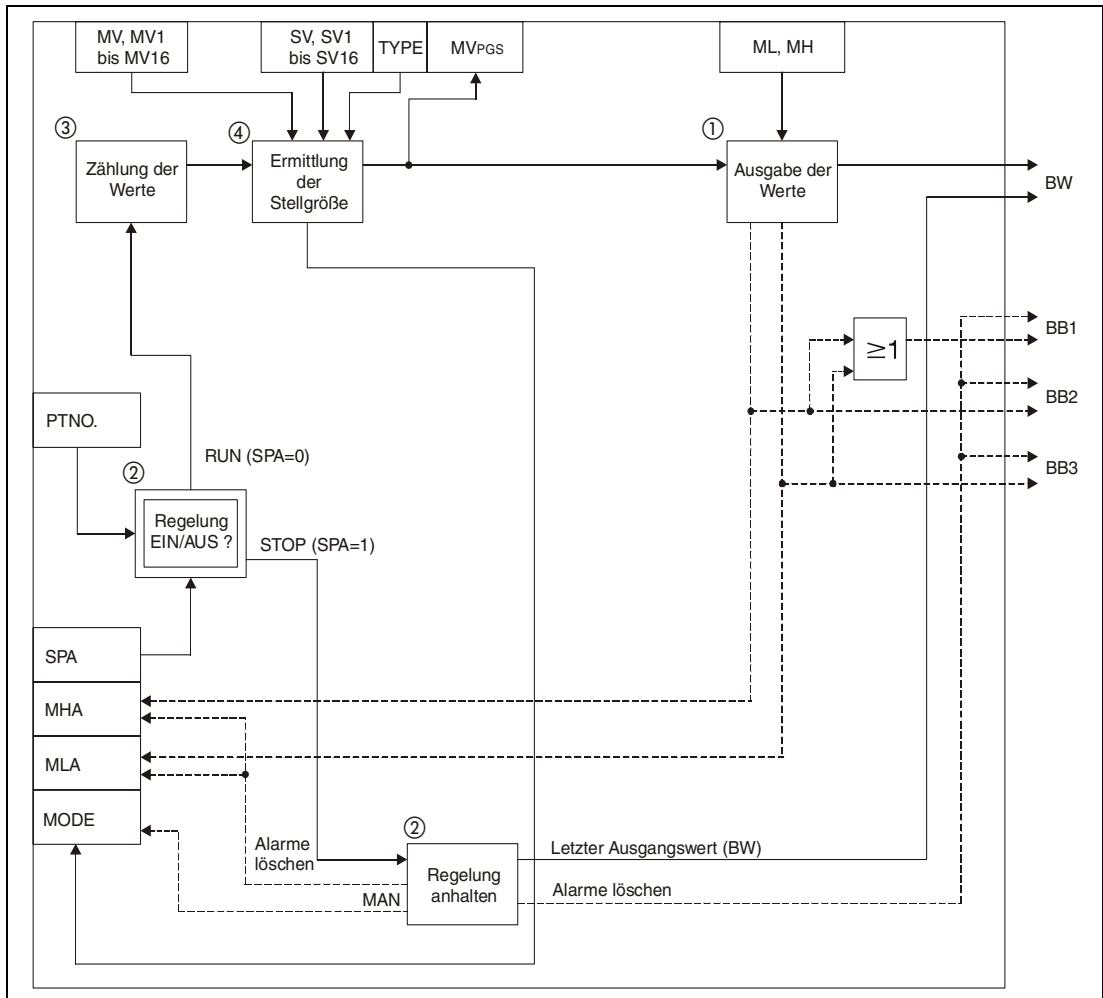 MV, MV1
bis MV16
SV, SV1
bis SV16
TYPE
MVPGS
ML, MH
③
Zählung der
Werte
④
Ermittlung
der
Stellgröße
①
Ausgabe der
Werte
BW
≥1
BB1
BB2
BB3
PTNO.
RUN (SPA=0)
②
Regelung
EIN/AUS ?
STOP (SPA=1)
SPA
MHA
MLA
MODE
Alarme
löschen
MAN
②
Regelung
anhalten
Letzter Ausgangswert (BW)
Alarme löschen